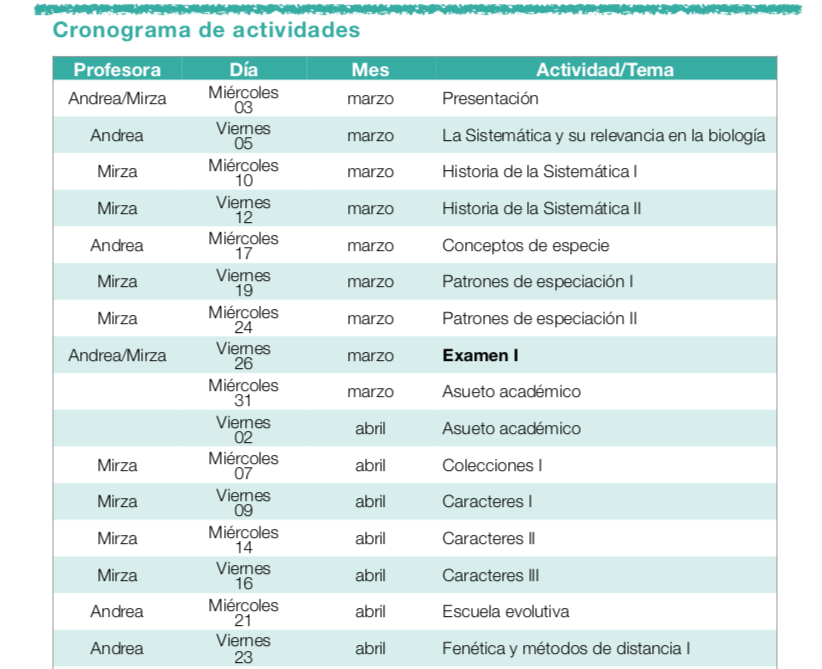 Cronograma de actividades
Profesora Día Mes Actividad/Tema
Andrea/Mirza Miércoles 03 marzo Presentación
Andrea Viernes 05 marzo La Sistemática y su relevancia en la biología
Mirza Miércoles 10 marzo Historia de la Sistemática I
Mirza Viernes 12 marzo Historia de la Sistemática II
Andrea Miércoles 17 marzo Conceptos de especie
Mirza Viernes 19 marzo Patrones de especiación I
Mirza Miércoles 24 marzo Patrones de especiación II
Andrea/Mirza Viernes 26 marzo Examen I
Miércoles 31 marzo Asueto académico
Viernes 02 abril Asueto académico
Mirza Miércoles 07 abril Colecciones I
Mirza Viernes 09 abril Caracteres I
Mirza Miércoles 14 abril Caracteres II
Mirza Viernes 16 abril Caracteres III
Andrea Miércoles 21 abril Escuela evolutiva
Andrea Viernes 23 abril Fenética y métodos de distancia I